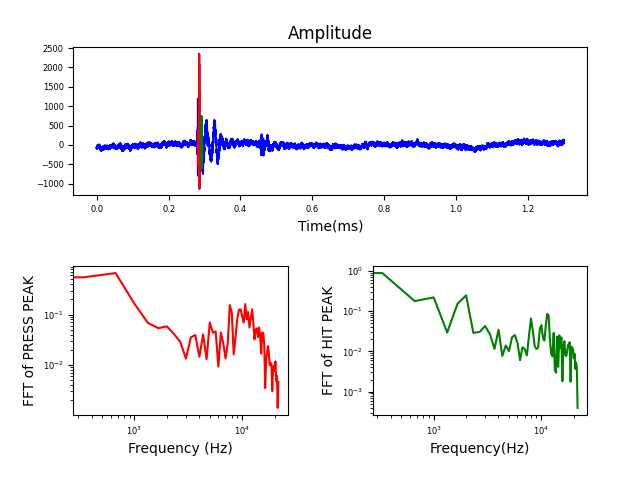 Amplitude
2500
2000
1500
1000
500
0
−500
−1000
0.0 0.2 0.4 0.6 0.8 1.0 1.2
Time(ms)
FFT of PRESS PEAK
10⁻¹
10⁻²
10³ 10⁴
Frequency (Hz)
FFT of HIT PEAK
10⁰
10⁻¹
10⁻²
10⁻³
10³ 10⁴
Frequency(Hz)